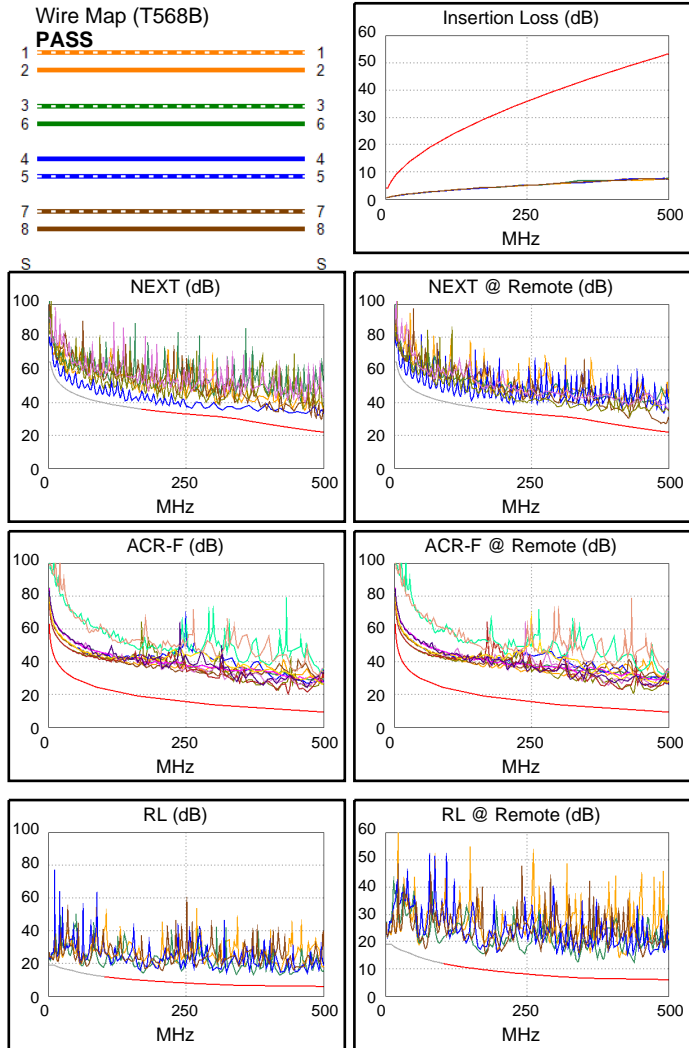 Wire Map (T568B)
PASS
1 1
2 2
3 3
6 6
4 4
5 5
7 7
8 8
S S
Insertion Loss (dB)
60
50
40
30
20
10
0
0 250 500
MHz
NEXT (dB)
100
80
60
40
20
0
0 250 500
MHz
NEXT @ Remote (dB)
100
80
60
40
20
0
0 250 500
MHz
ACR-F (dB)
100
80
60
40
20
0
0 250 500
MHz
ACR-F @ Remote (dB)
100
80
60
40
20
0
0 250 500
MHz
RL (dB)
100
80
60
40
20
0
0 250 500
MHz
RL @ Remote (dB)
60
50
40
30
20
10
0
0 250 500
MHz